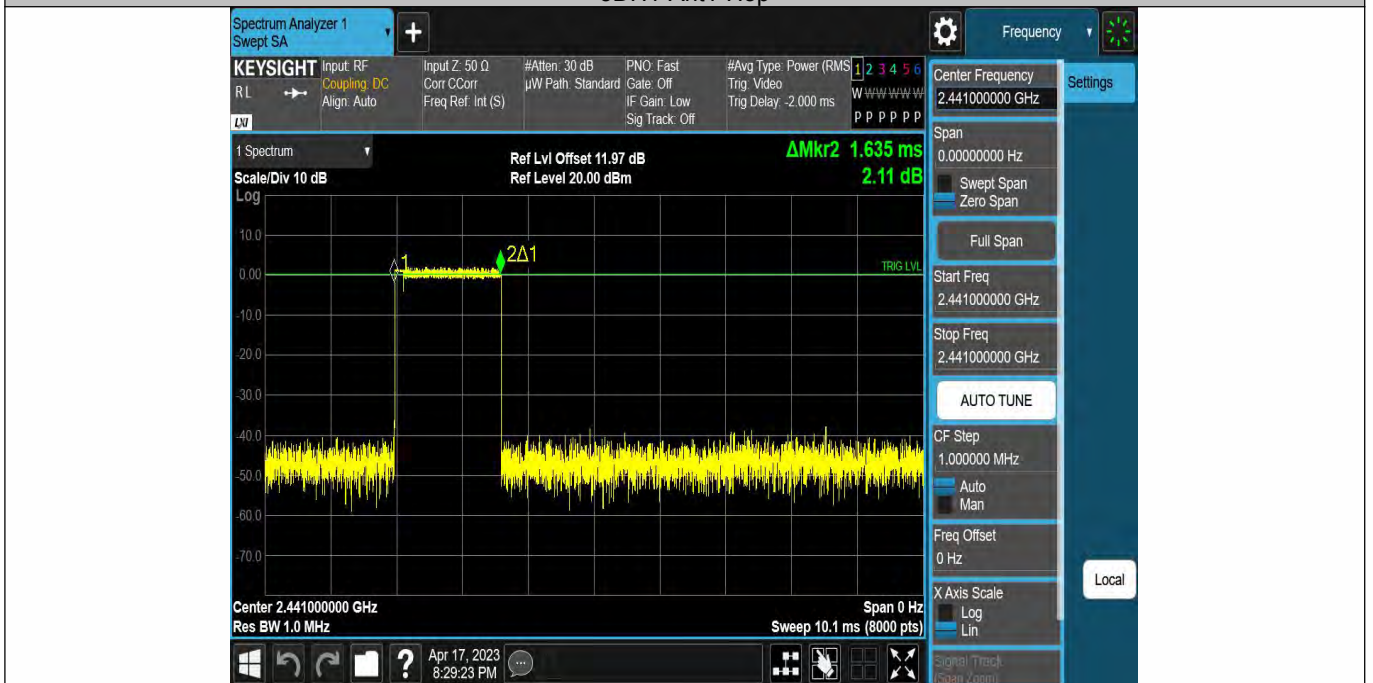 Spectrum Analyzer 1
Swept SA
+
Frequency
KEYSIGHT
RL
LXI
Input: RF
Coupling: DC
Align: Auto
Input Z: 50 Ω
Corr CCorr
Freq Ref: Int (S)
#Atten: 30 dB
µW Path: Standard
PNO: Fast
Gate: Off
IF Gain: Low
Sig Track: Off
#Avg Type: Power (RMS
Trig: Video
Trig Delay: -2.000 ms
1 2 3 4 5 6
W W W W W W
P P P P P P
1 Spectrum
Scale/Div 10 dB
Log
Ref Lvl Offset 11.97 dB
Ref Level 20.00 dBm
ΔMkr2 1.635 ms
2.11 dB
10.0
0.00
-10.0
-20.0
-30.0
-40.0
-50.0
-60.0
-70.0
1
2Δ1
TRIG LVL
Center 2.441000000 GHz
Res BW 1.0 MHz
Span 0 Hz
Sweep 10.1 ms (8000 pts)
Center Frequency
2.441000000 GHz
Settings
Span
0.00000000 Hz
Swept Span
Zero Span
Full Span
Start Freq
2.441000000 GHz
Stop Freq
2.441000000 GHz
AUTO TUNE
CF Step
1.000000 MHz
Auto
Man
Freq Offset
0 Hz
X Axis Scale
Log
Lin
Local
Signal Track
(Span Zoom)
?
Apr 17, 2023
8:29:23 PM